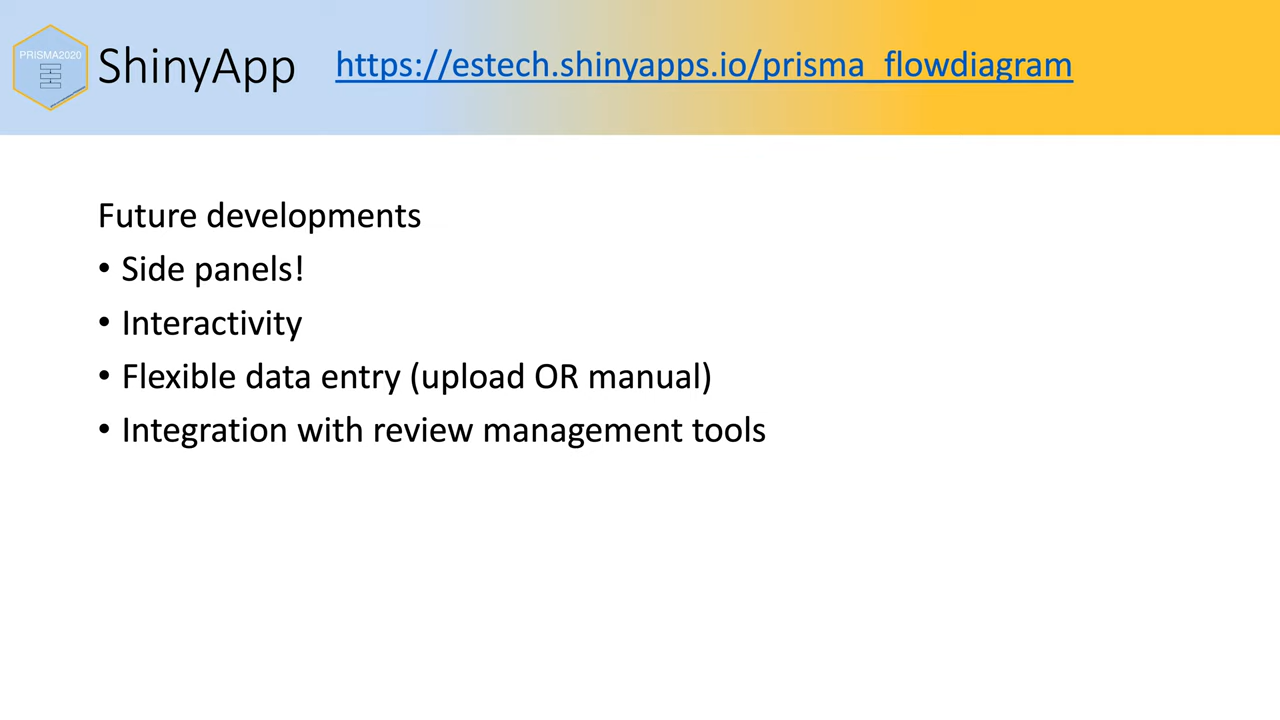 PRISMA2020
ShinyApp
https://estech.shinyapps.io/prisma_flowdiagram
Future developments
• Side panels!
• Interactivity
• Flexible data entry (upload OR manual)
• Integration with review management tools